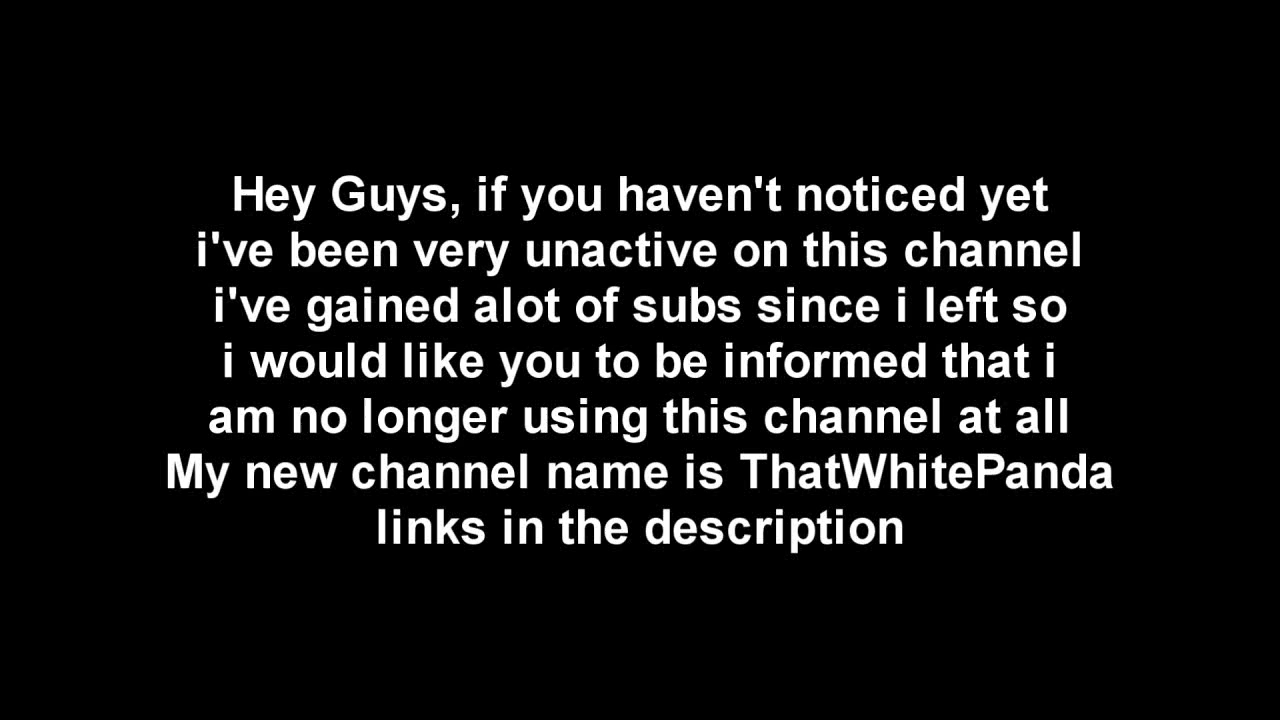 Hey Guys, if you haven't noticed yet
i've been very unactive on this channel
i've gained alot of subs since i left so
i would like you to be informed that i
am no longer using this channel at all
My new channel name is ThatWhitePanda
links in the description